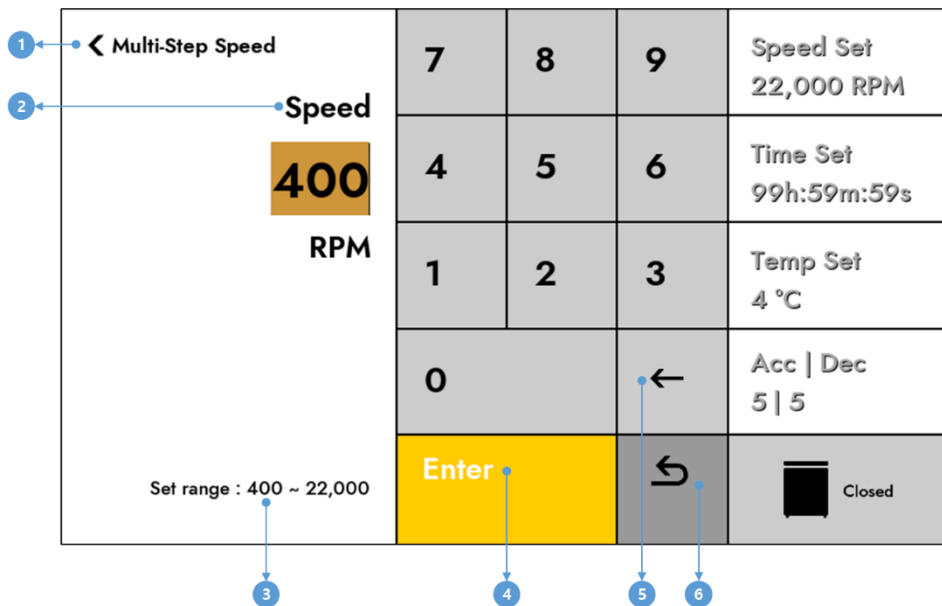 1
Multi-Step Speed
2
Speed
400
RPM
Set range : 400 ~ 22,000
3
7 8 9
4 5 6
1 2 3
0 ←
Enter
4 5 6
Speed Set
22,000 RPM
Time Set
99h:59m:59s
Temp Set
4 °C
Acc | Dec
5 | 5
Closed